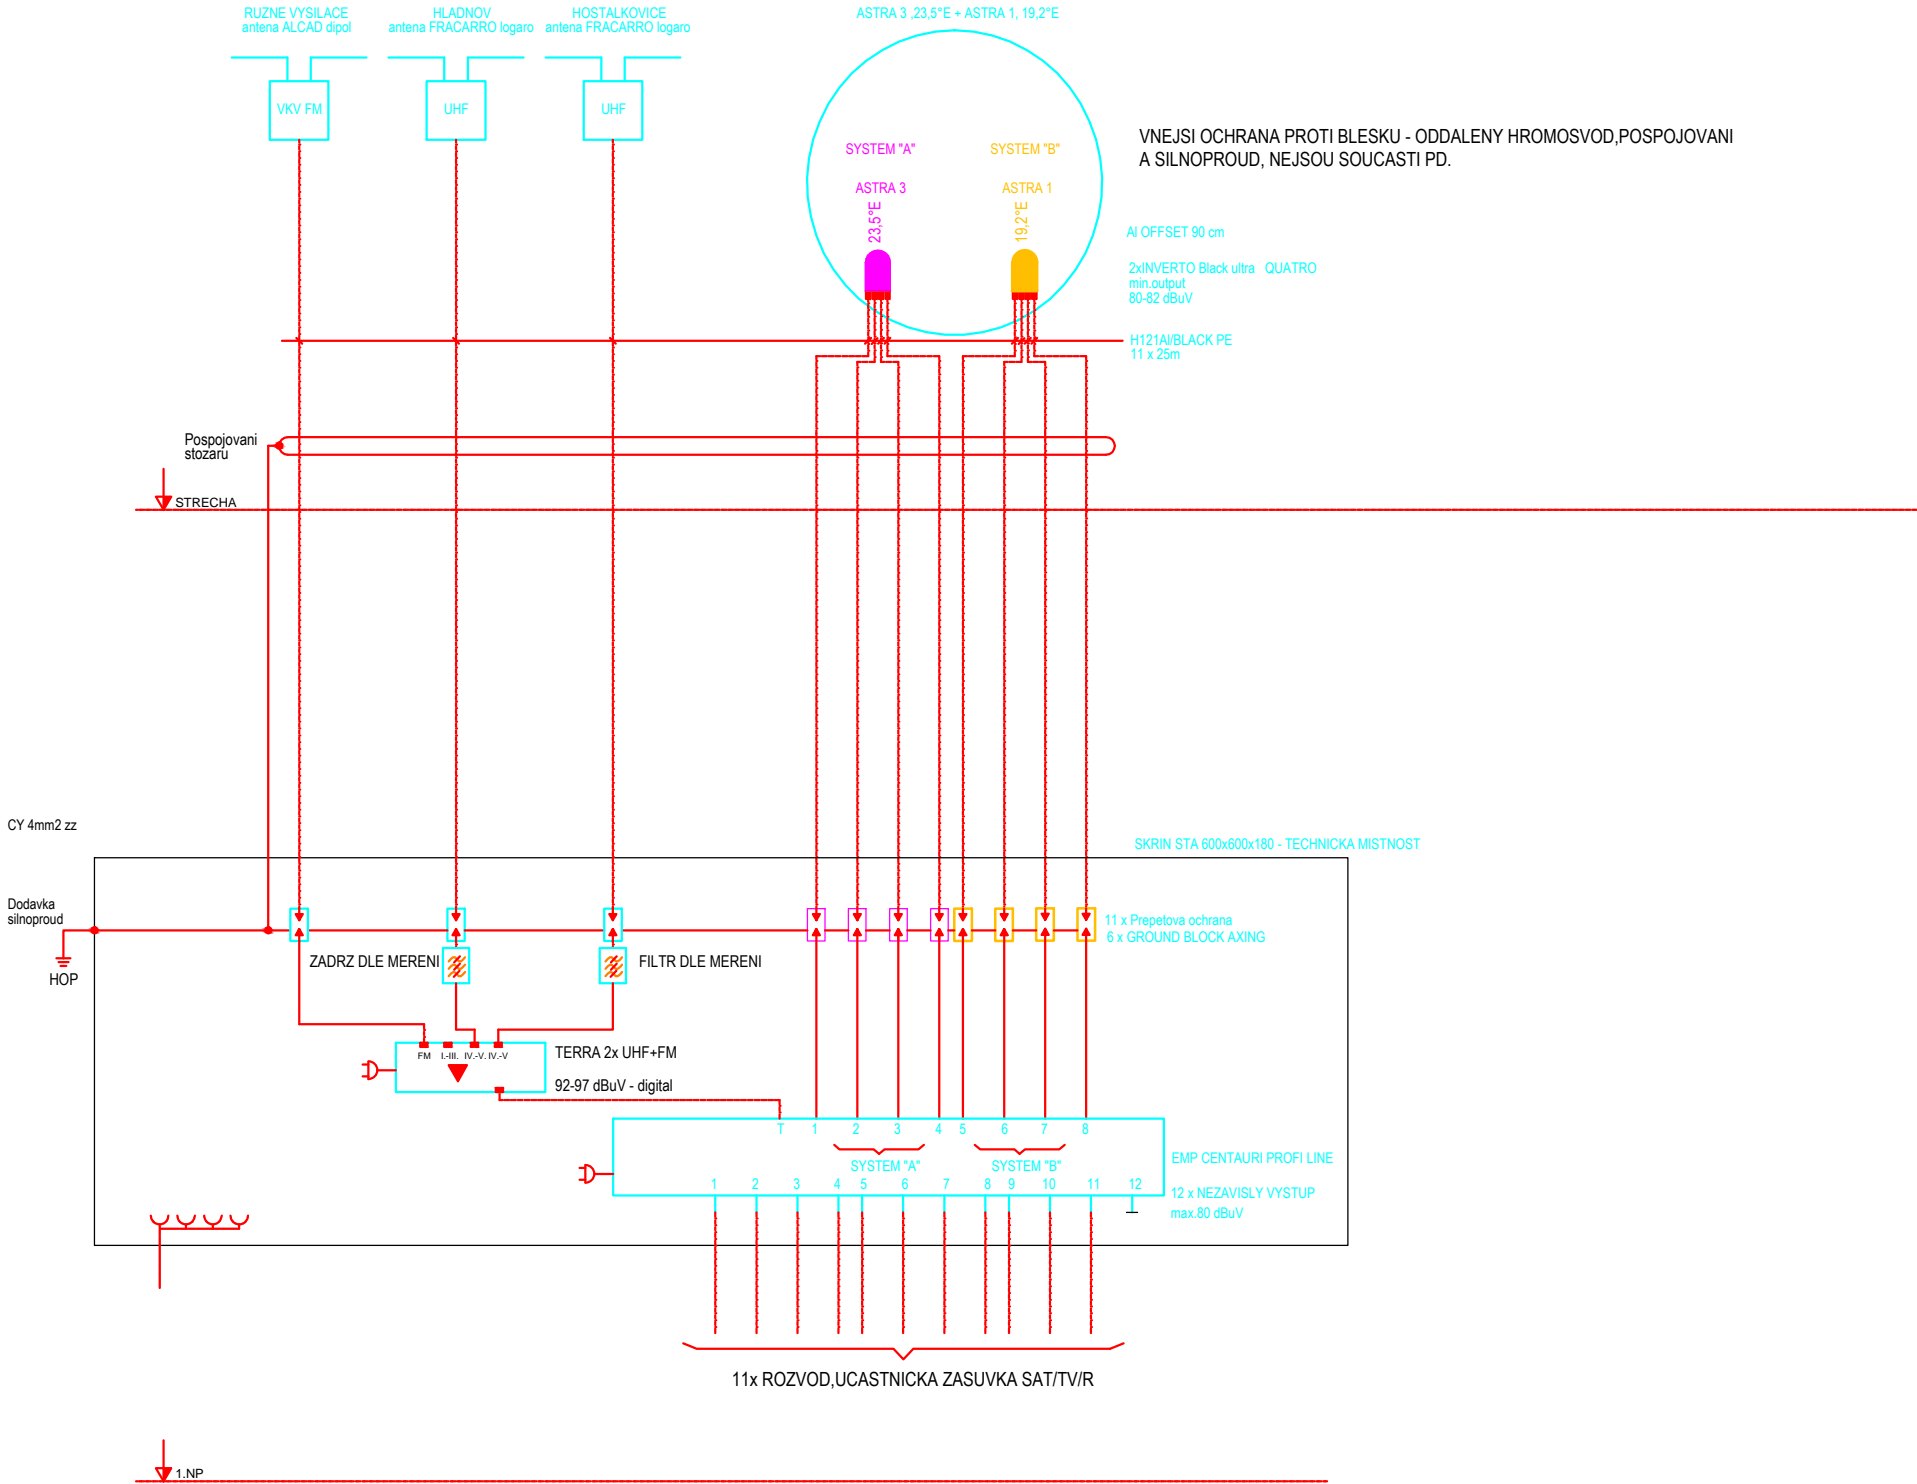 RUZNE VYSILACE
antena ALCAD dipol
HLADNOV
antena FRACARRO logaro
HOSTALKOVICE
antena FRACARRO logaro
ASTRA 3 ,23,5°E + ASTRA 1, 19,2°E
VKV FM
UHF
UHF
SYSTEM "A"
SYSTEM "B"
ASTRA 3
ASTRA 1
23,5°E
19,2°E
VNEJSI OCHRANA PROTI BLESKU - ODDALENY HROMOSVOD,POSPOJOVANI
A SILNOPROUD, NEJSOU SOUCASTI PD.
Al OFFSET 90 cm
2xINVERTO Black ultra QUATRO
min.output
80-82 dBuV
H121Al/BLACK PE
11 x 25m
Pospojovani
stozaru
STRECHA
CY 4mm2 zz
SKRIN STA 600x600x180 - TECHNICKA MISTNOST
Dodavka
silnoproud
HOP
11 x Prepetova ochrana
6 x GROUND BLOCK AXING
ZADRZ DLE MERENI
FILTR DLE MERENI
FM I.-III. IV.-V. IV.-V
TERRA 2x UHF+FM
92-97 dBuV - digital
T 1 2 3 4 5 6 7 8
SYSTEM "A"
SYSTEM "B"
1 2 3 4 5 6 7 8 9 10 11 12
EMP CENTAURI PROFI LINE
12 x NEZAVISLY VYSTUP
max.80 dBuV
11x ROZVOD,UCASTNICKA ZASUVKA SAT/TV/R
1.NP